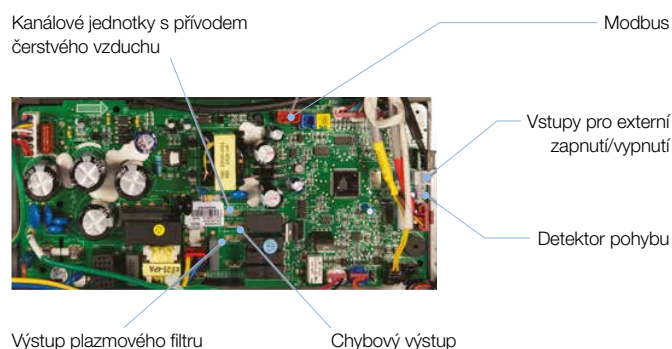 Kanálové jednotky s přívodem
čerstvého vzduchu
Modbus
Vstupy pro externí
zapnutí/vypnutí
Detektor pohybu
Výstup plazmového filtru
Chybový výstup